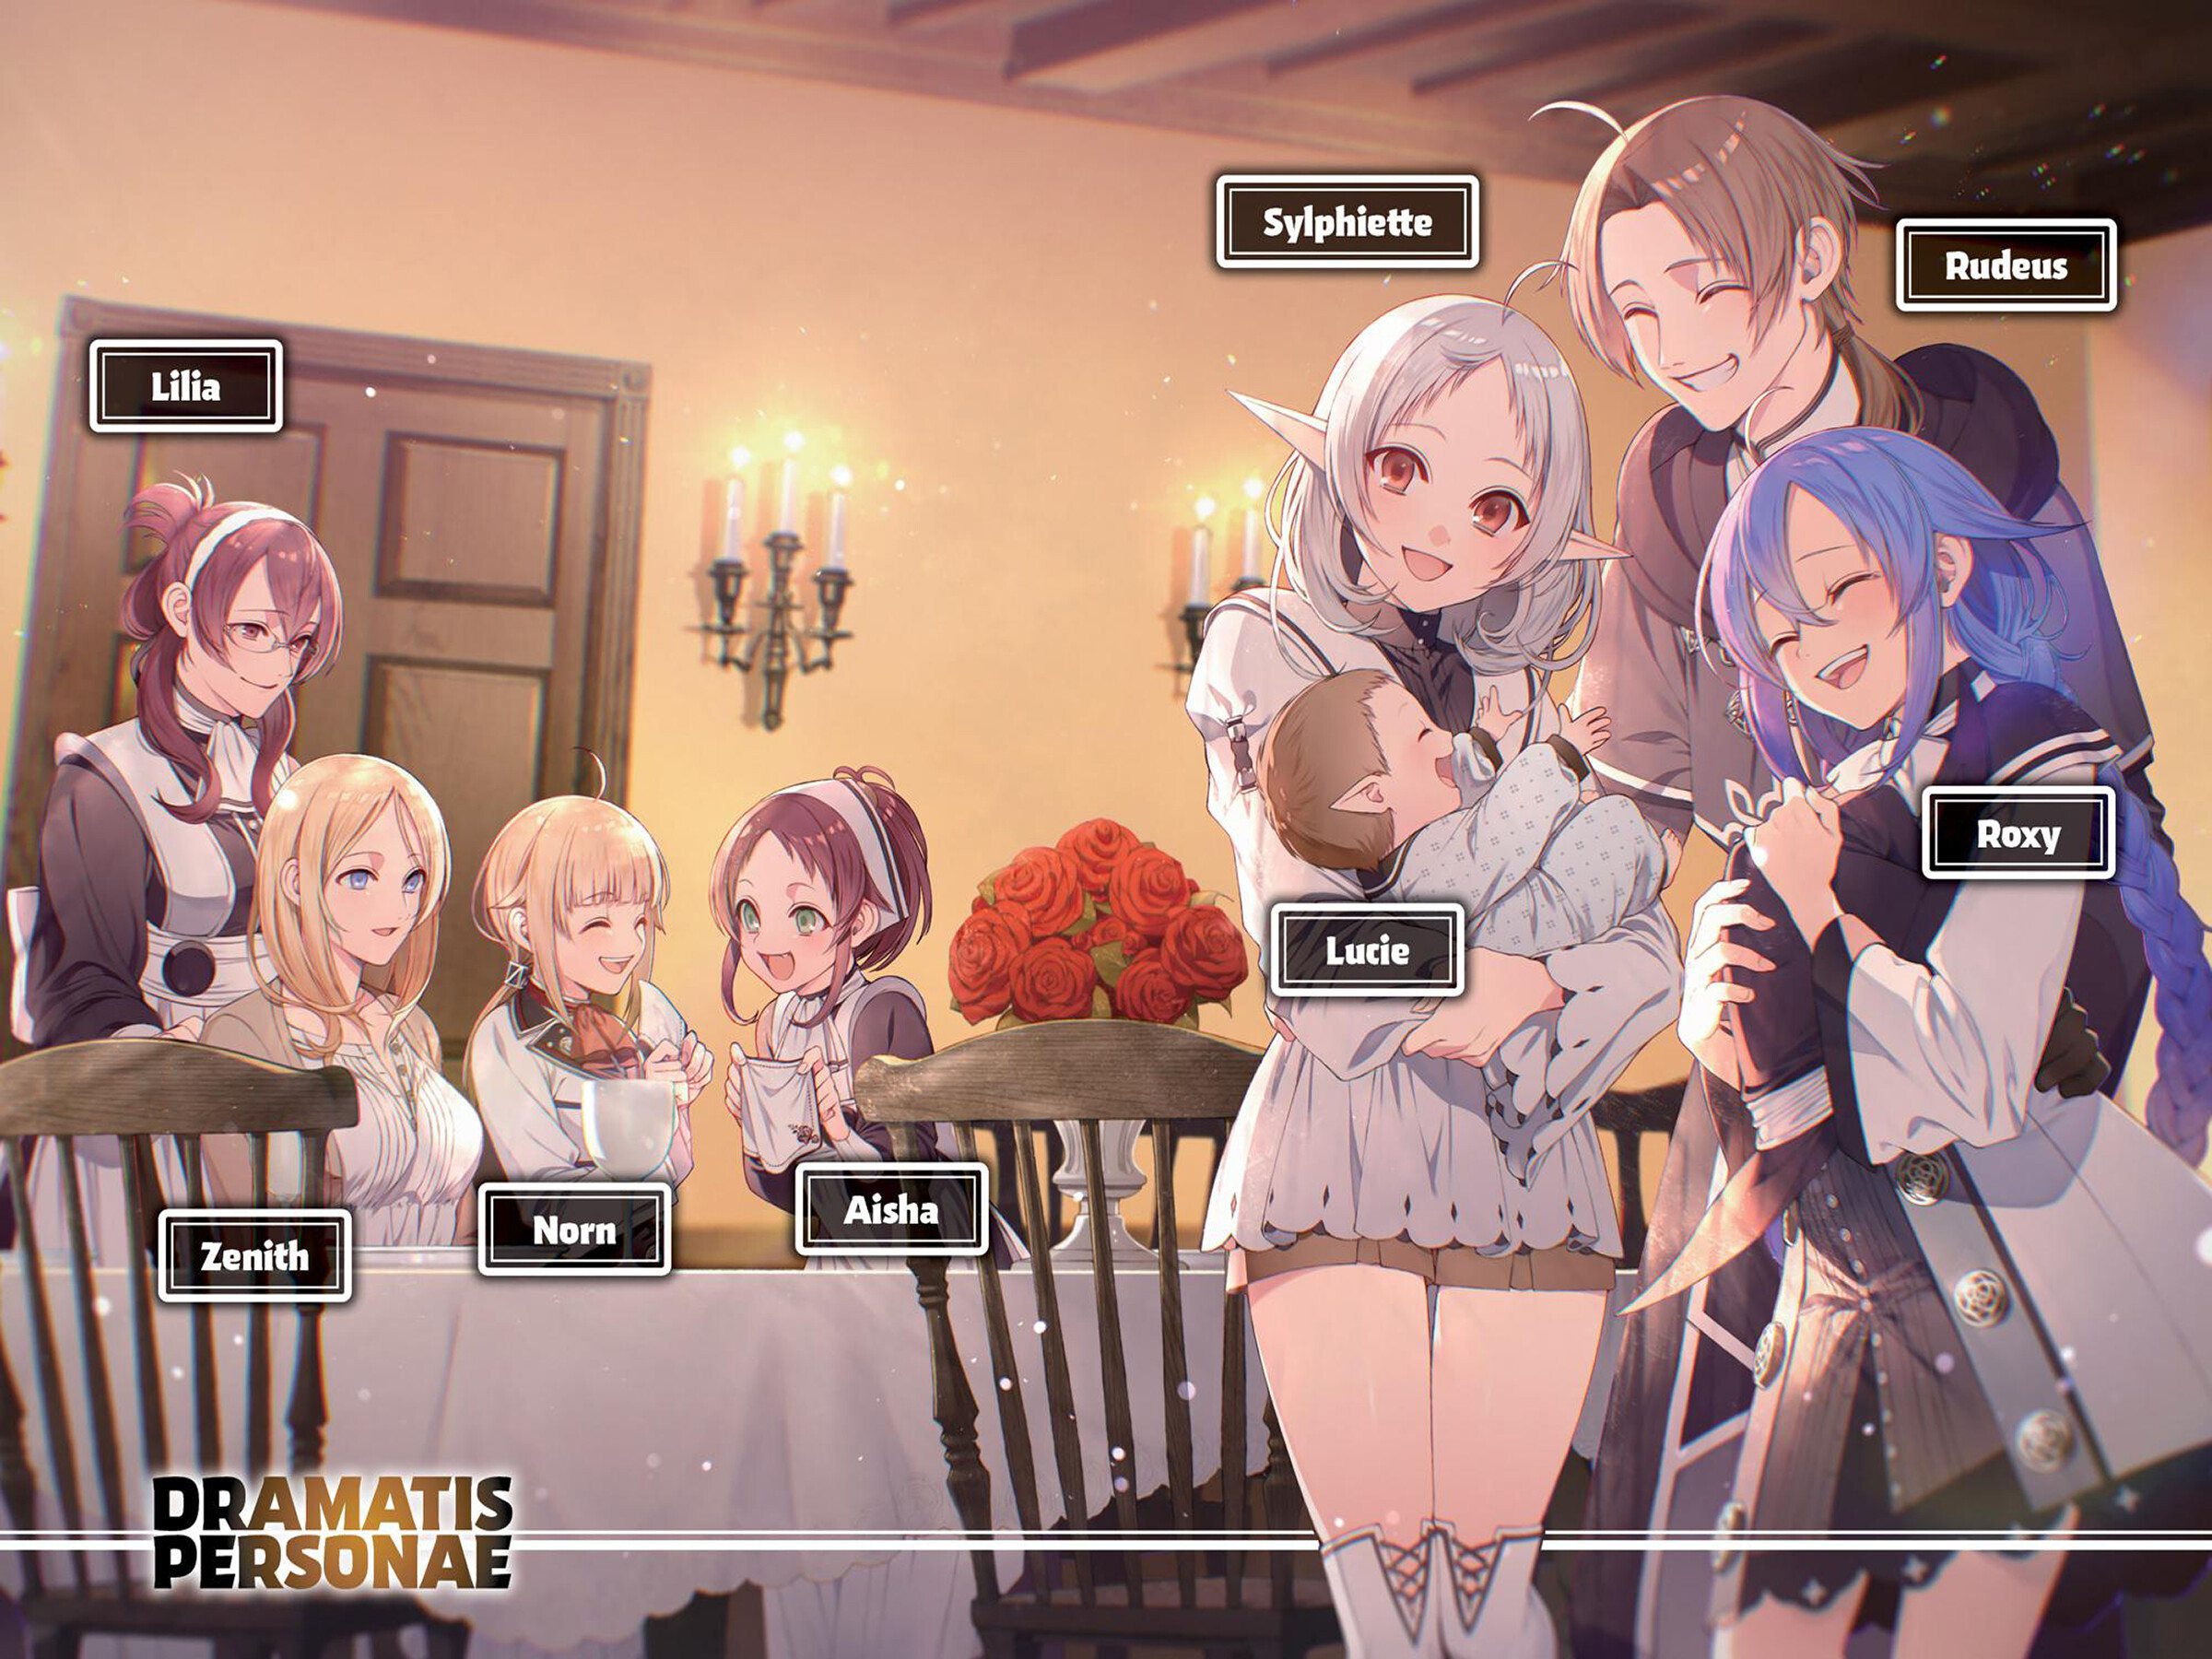 Sylphiette
Rudeus
Lilia
Roxy
Lucie
Zenith
Norn
Aisha
DRAMATIS
PERSONAE